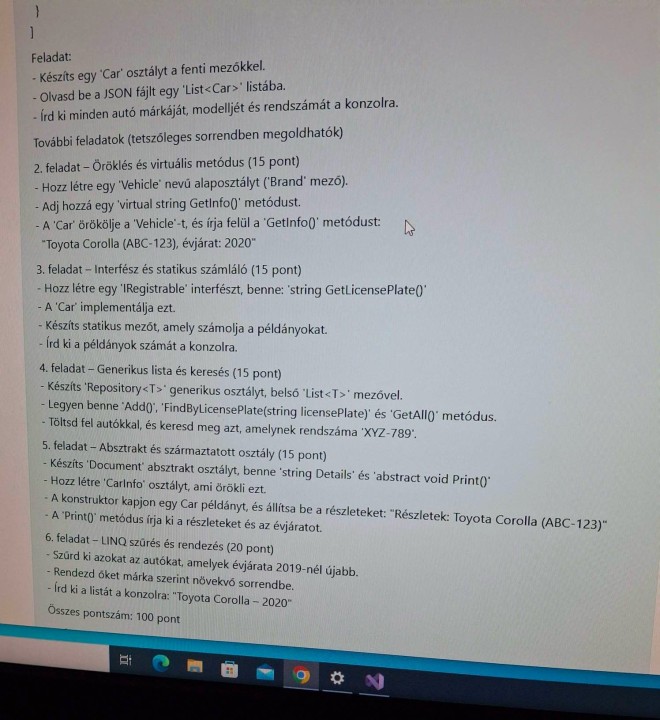 }
]
Feladat:
- Készíts egy 'Car' osztályt a fenti mezőkkel.
- Olvasd be a JSON fájlt egy 'List<Car>' listába.
- Írd ki minden autó márkáját, modelljét és rendszámát a konzolra.
További feladatok (tetszőleges sorrendben megoldhatók)
2. feladat – Öröklés és virtuális metódus (15 pont)
- Hozz létre egy 'Vehicle' nevű alaposztályt ('Brand' mező).
- Adj hozzá egy 'virtual string GetInfo()' metódust.
- A 'Car' örökölje a 'Vehicle'-t, és írja felül a 'GetInfo()' metódust:
"Toyota Corolla (ABC-123), évjárat: 2020"
3. feladat – Interfész és statikus számláló (15 pont)
- Hozz létre egy 'IRegistrable' interfészt, benne: 'string GetLicensePlate()'
- A 'Car' implementálja ezt.
- Készíts statikus mezőt, amely számolja a példányokat.
- Írd ki a példányok számát a konzolra.
4. feladat – Generikus lista és keresés (15 pont)
- Készíts 'Repository<T>' generikus osztályt, belső 'List<T>' mezővel.
- Legyen benne 'Add()', 'FindByLicensePlate(string licensePlate)' és 'GetAll()' metódus.
- Töltsd fel autókkal, és keresd meg azt, amelynek rendszáma 'XYZ-789'.
5. feladat – Absztrakt és származtatott osztály (15 pont)
- Készíts 'Document' absztrakt osztályt, benne 'string Details' és 'abstract void Print()'
- Hozz létre 'CarInfo' osztályt, ami örökli ezt.
- A konstruktor kapjon egy Car példányt, és állítsa be a részleteket: "Részletek: Toyota Corolla (ABC-123)"
- A 'Print()' metódus írja ki a részleteket és az évjáratot.
6. feladat – LINQ szűrés és rendezés (20 pont)
- Szűrd ki azokat az autókat, amelyek évjárata 2019-nél újabb.
- Rendezd őket márka szerint növekvő sorrendbe.
- Írd ki a listát a konzolra: "Toyota Corolla – 2020"
Összes pontszám: 100 pont